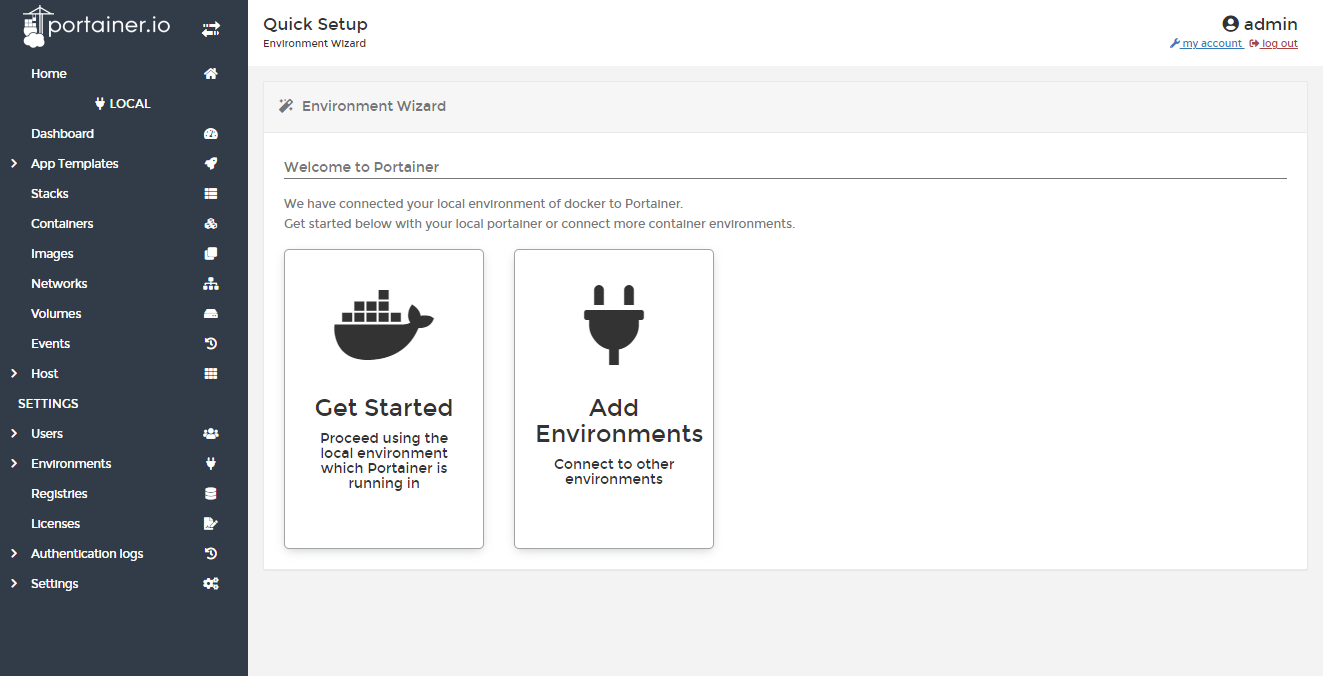 portainer.io
Home
LOCAL
Dashboard
App Templates
Stacks
Containers
Images
Networks
Volumes
Events
Host
SETTINGS
Users
Environments
Registries
Licenses
Authentication logs
Settings
Quick Setup
Environment Wizard
admin
my account log out
Environment Wizard
Welcome to Portainer
We have connected your local environment of docker to Portainer.
Get started below with your local portainer or connect more container environments.
Get Started
Proceed using the
local environment
which Portainer is
running in
Add
Environments
Connect to other
environments